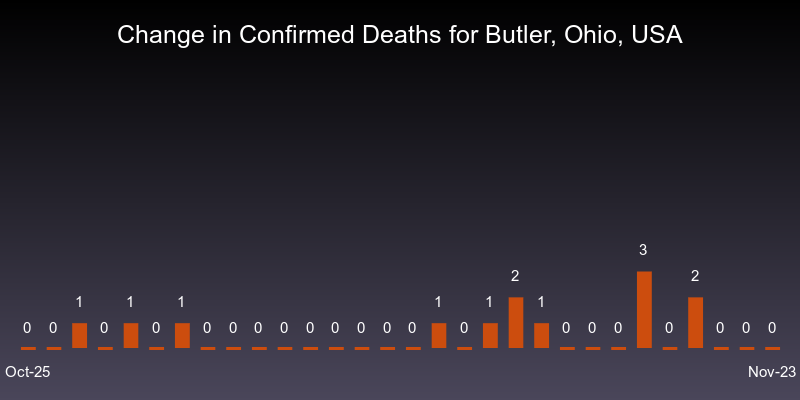 Change in Confirmed Deaths for Butler, Ohio, USA
3
2 2
1 1 1 1 1 1
0 0 0 0 0 0 0 0 0 0 0 0 0 0 0 0 0 0 0 0 0
Oct-25 Nov-23